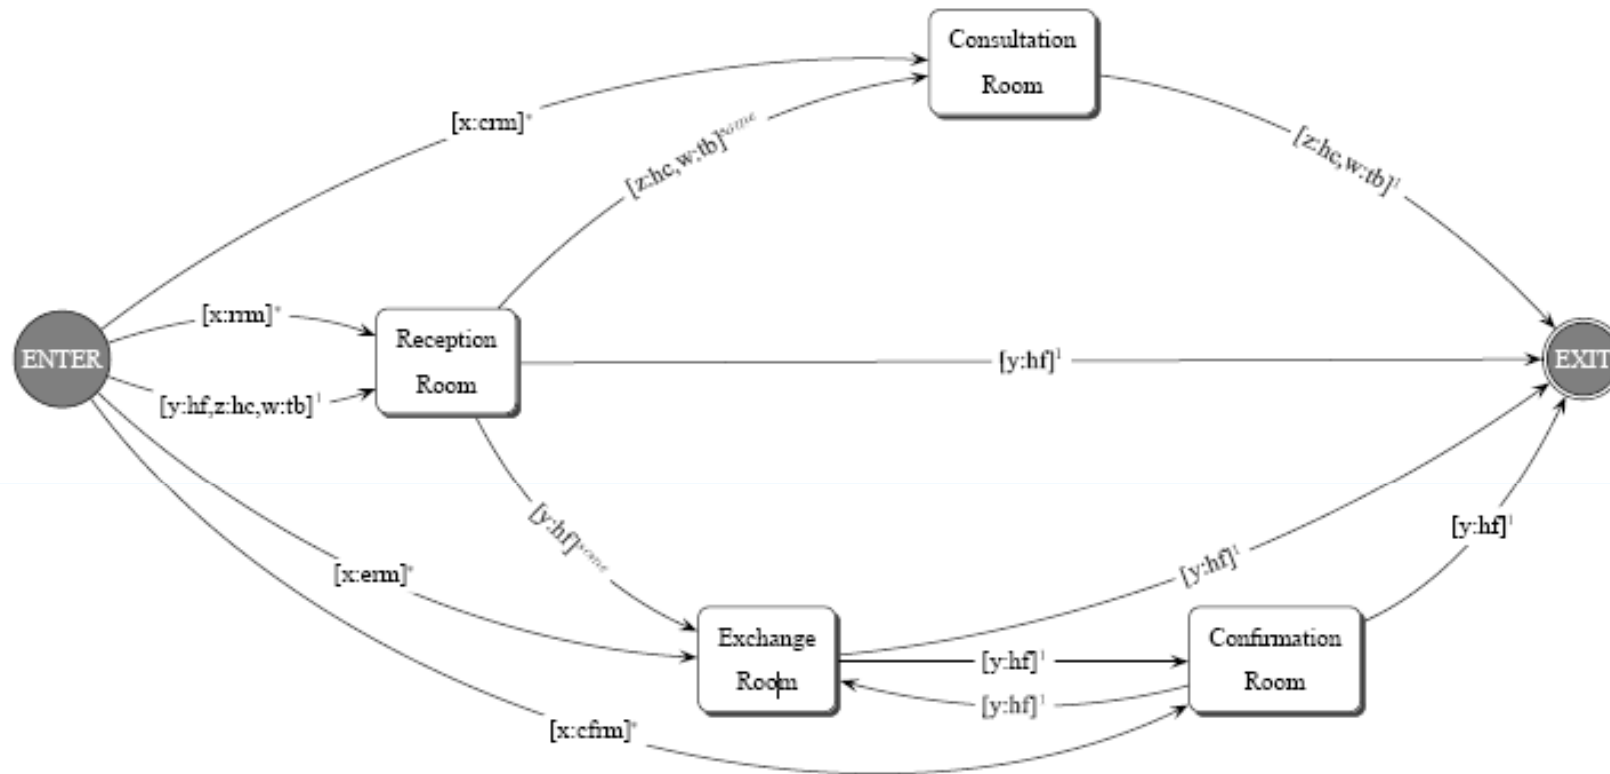 Consultation
Room
[x:crm]*
[z:hc,w:tb]some
[z:hc,w:tb]1
[x:rrm]*
Reception
Room
ENTER
[y:hf]1
EXIT
[y:hf,z:hc,w:tb]1
[y:hf]some
[y:hf]1
[x:erm]*
[y:hf]1
Exchange
Room
[y:hf]1
Confirmation
Room
[y:hf]1
[x:cfrm]*